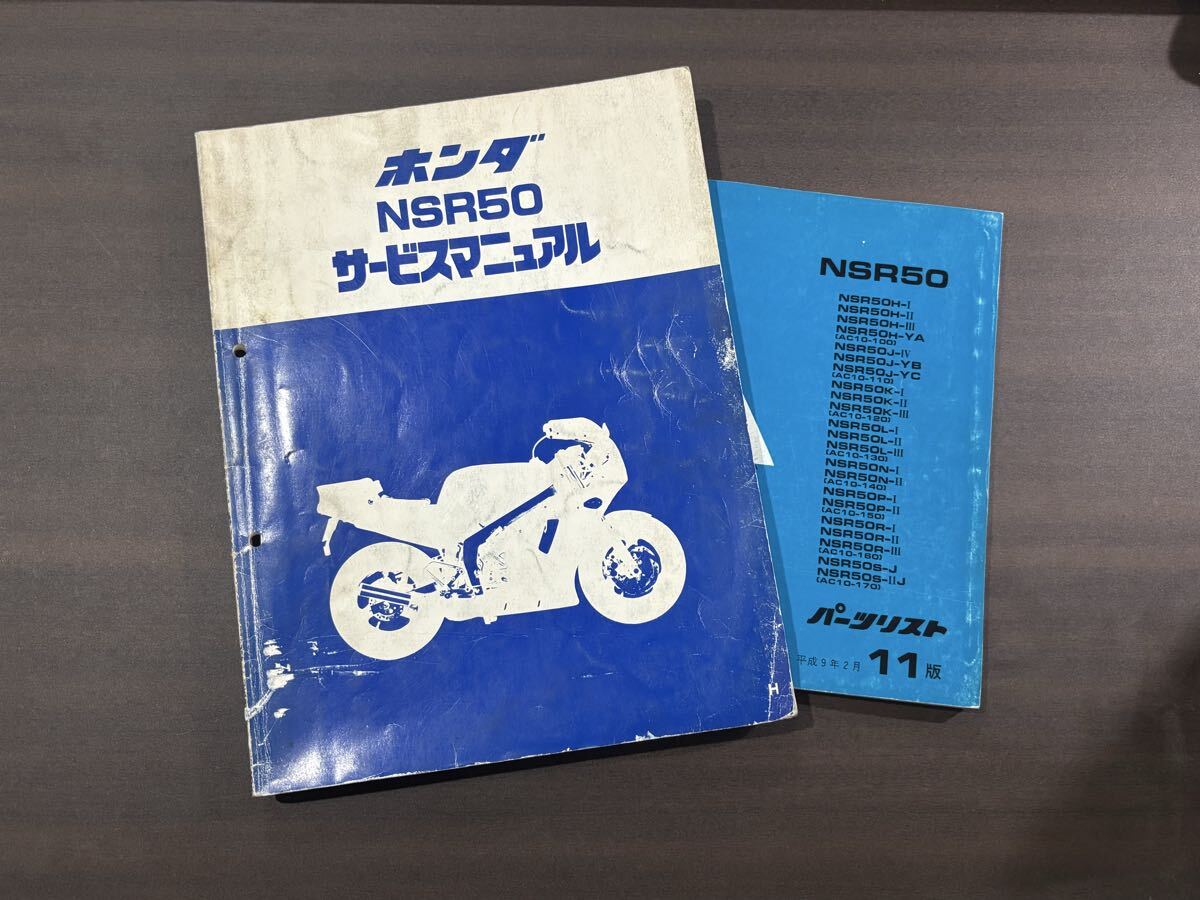 ホンダ
NSR50
サービスマニュアル
H
NSR50
NSR50H-I
NSR50H-II
NSR50H-III
NSR50H-YA
(AC10-100)
NSR50J-IV
NSR50J-YB
NSR50J-YC
(AC10-110)
NSR50K-I
NSR50K-II
NSR50K-III
(AC10-120)
NSR50L-I
NSR50L-II
NSR50L-III
(AC10-130)
NSR50N-I
NSR50N-II
(AC10-140)
NSR50P-I
NSR50P-II
(AC10-150)
NSR50R-I
NSR50R-II
NSR50R-III
(AC10-160)
NSR50S-J
NSR50S-IIJ
(AC10-170)
パーツリスト
平成9年2月 11版